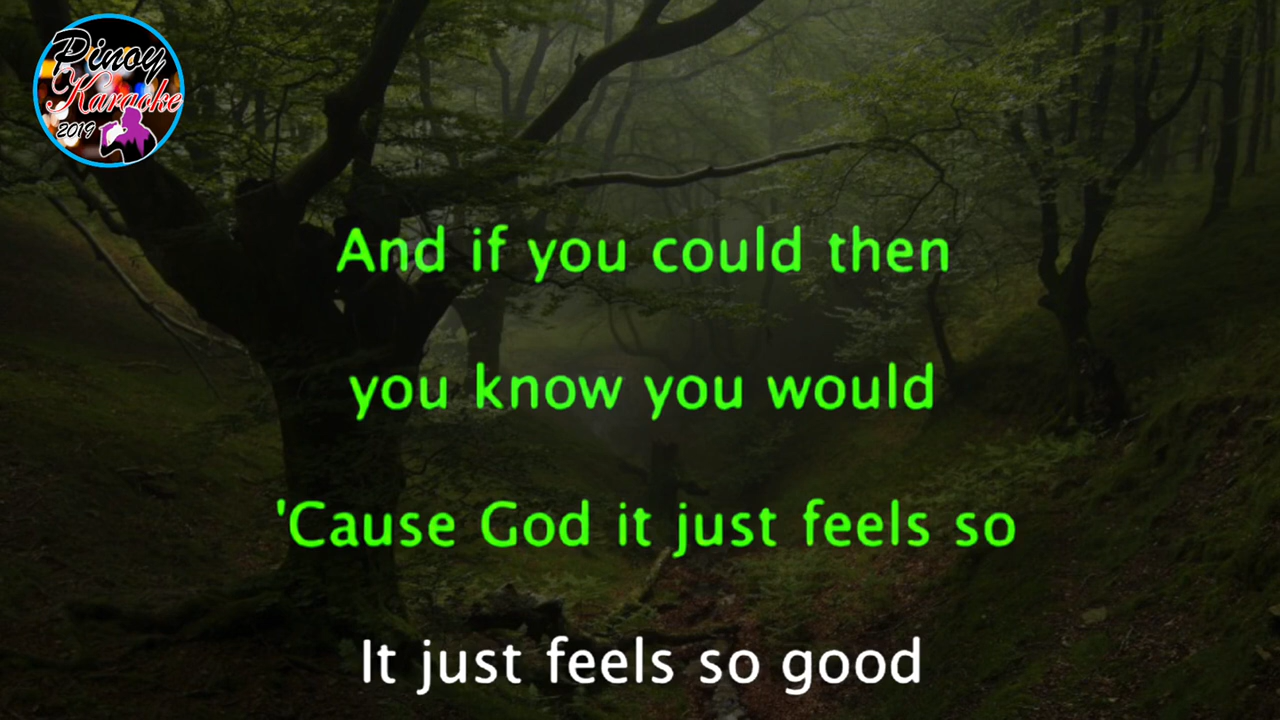 Pinoy
Karaoke
2019
And if you could then
you know you would
'Cause God it just feels so
It just feels so good